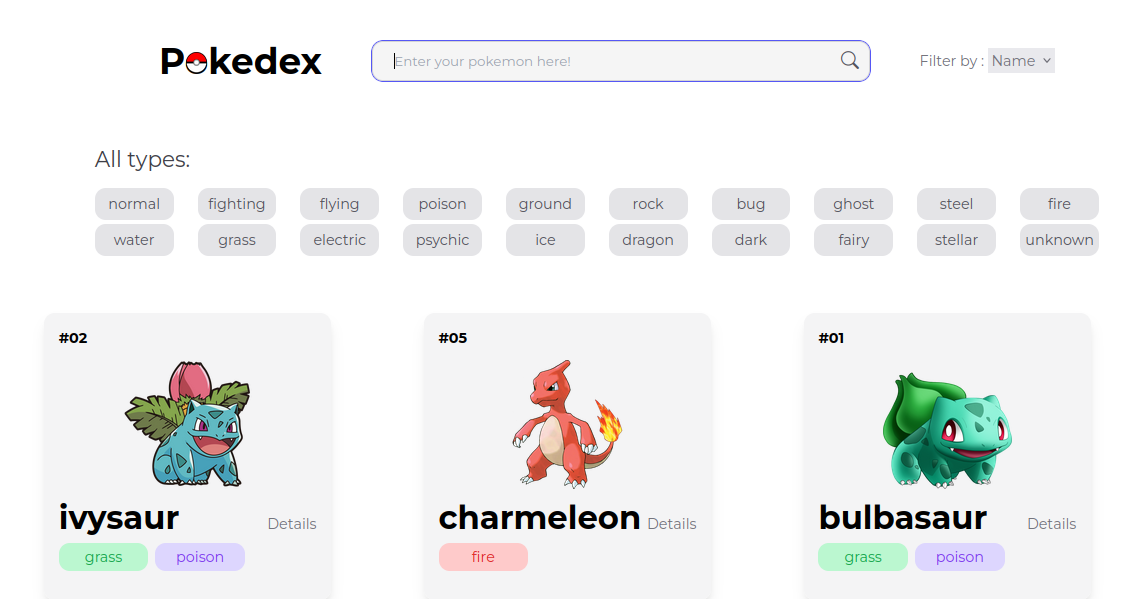 Pokedex
Enter your pokemon here!
Filter by : Name
All types:
normal fighting flying poison ground rock bug ghost steel fire
water grass electric psychic ice dragon dark fairy stellar unknown
#02 #05 #01
ivysaur Details charmeleon Details bulbasaur Details
grass poison fire grass poison